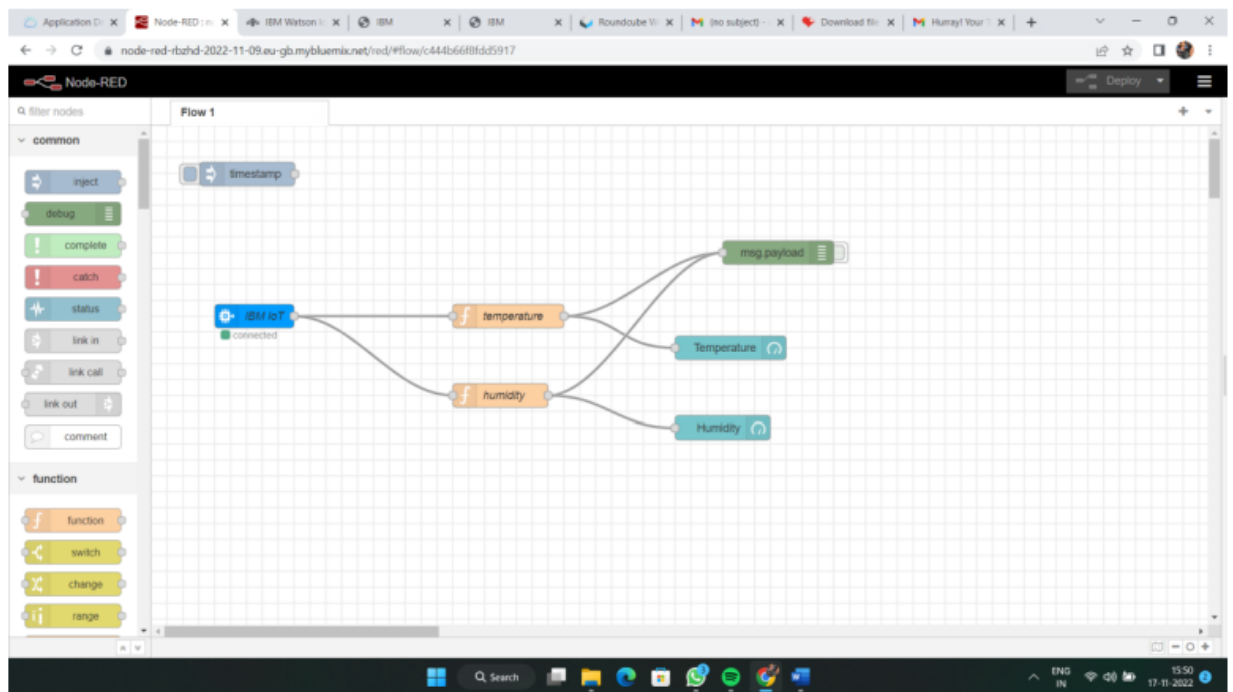 Application D
Node-RED : n
IBM Watson I
IBM
IBM
Roundcube W
(no subject) -
Download file
Hurray! Your T
node-red-rbzhd-2022-11-09.eu-gb.mybluemix.net/red/#flow/c444b66f8fdd5917
Node-RED
Deploy
filter nodes
Flow 1
common
inject
debug
complete
catch
status
link in
link call
link out
comment
function
function
switch
change
range
timestamp
msg.payload
IBM IoT
connected
temperature
Temperature
humidity
Humidity
Search
ENG
IN
15:50
17-11-2022
2